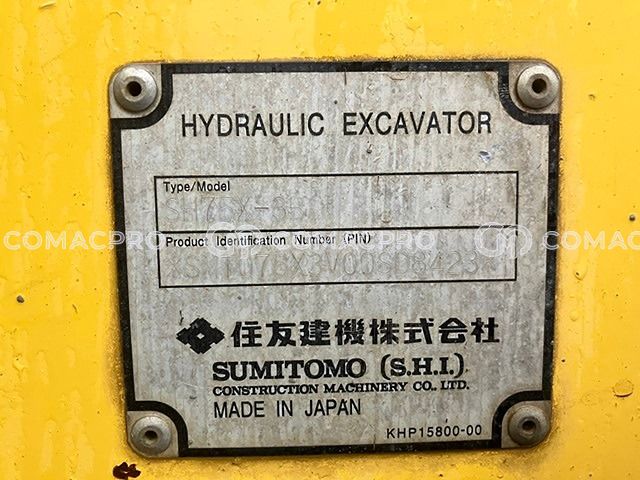 HYDRAULIC EXCAVATOR
Type/Model
COMACPRO COMACPRO COMACPRO
Product Identification Number (PIN)
住友建機株式会社
SUMITOMO (S.H.I.)
CONSTRUCTION MACHINERY CO., LTD.
MADE IN JAPAN
KHP15800-00